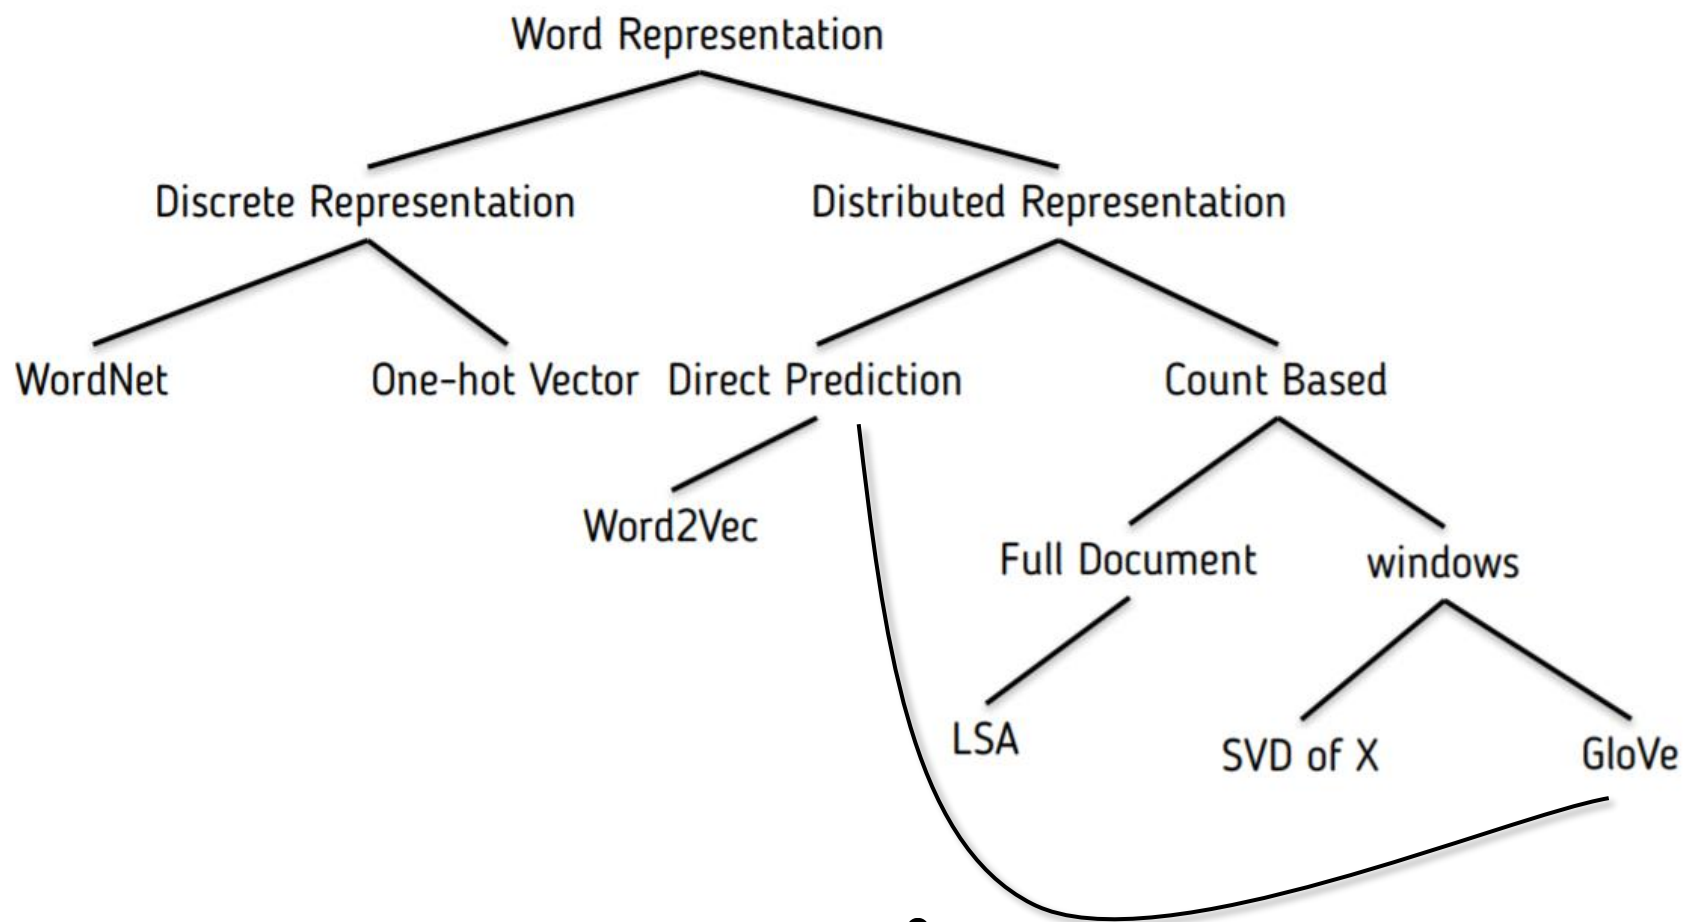 Word Representation
Discrete Representation Distributed Representation
WordNet One-hot Vector Direct Prediction Count Based
Word2Vec
Full Document windows
LSA SVD of X GloVe